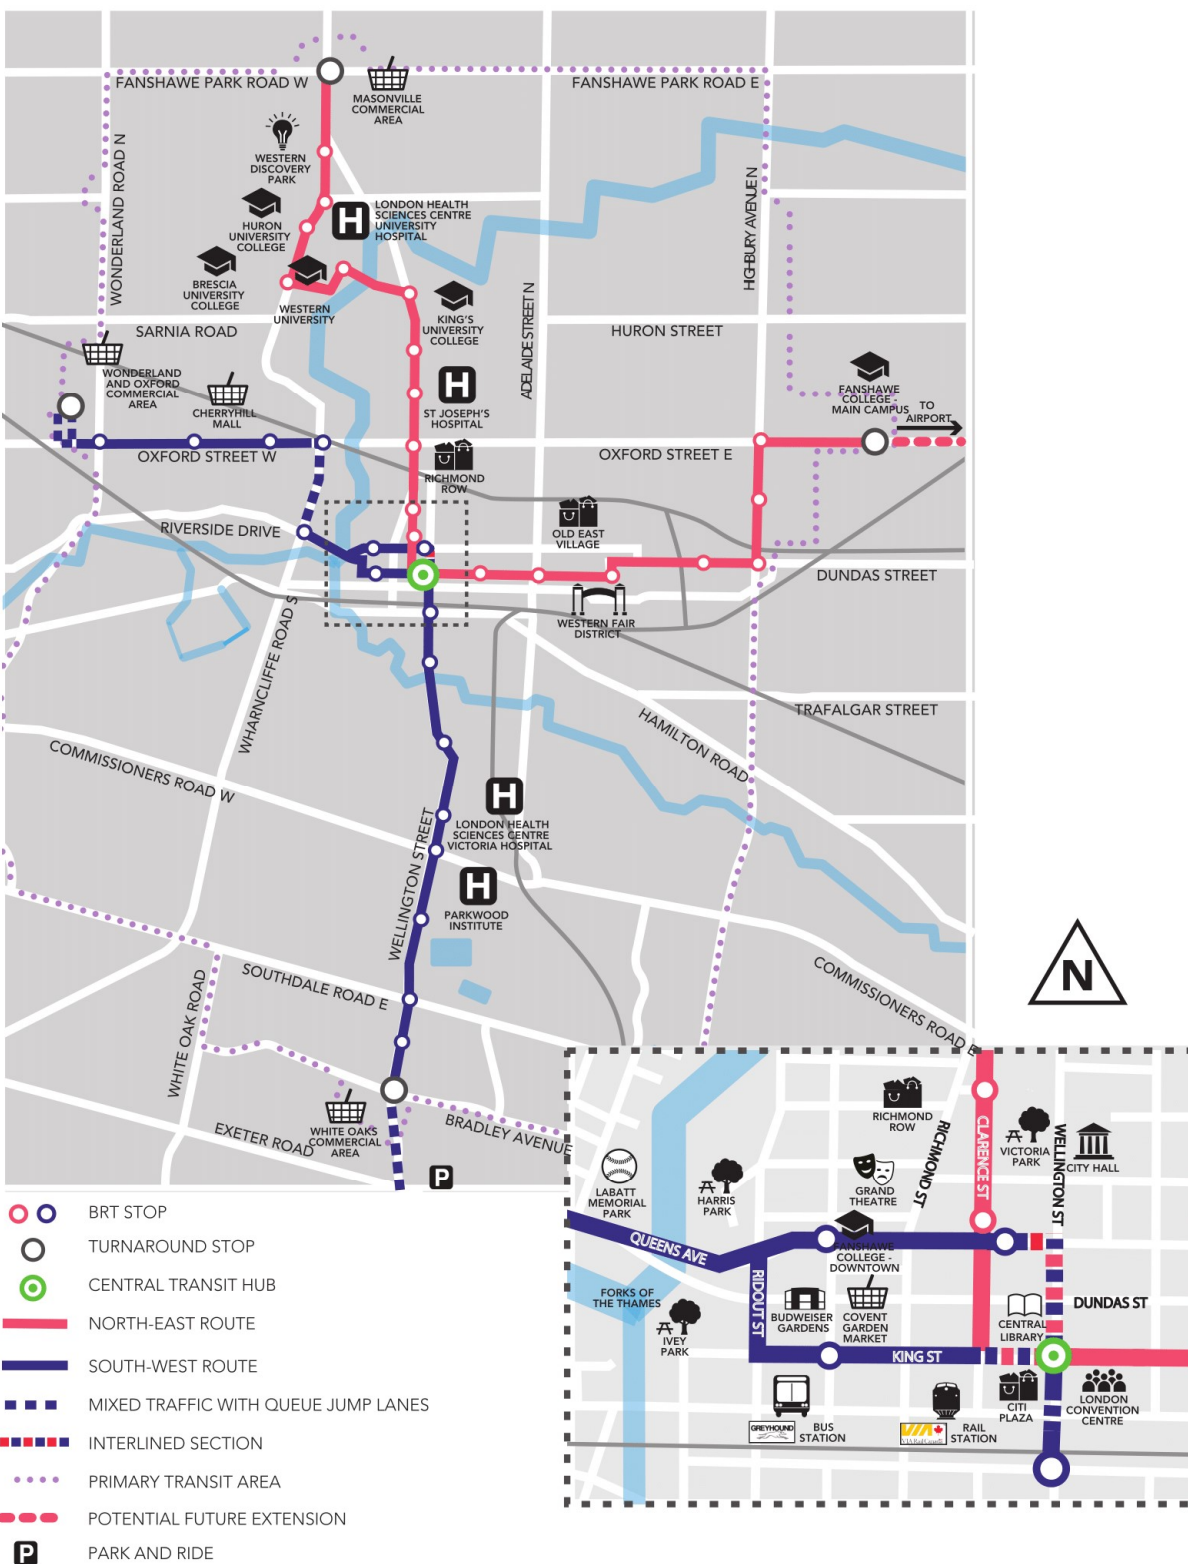 FANSHAWE PARK ROAD W
FANSHAWE PARK ROAD E
MASONVILLE
COMMERCIAL
AREA
WESTERN
DISCOVERY
PARK
WONDERLAND ROAD N
HIGHBURY AVENUE N
H
LONDON HEALTH
SCIENCES CENTRE
UNIVERSITY
HOSPITAL
HURON
UNIVERSITY
COLLEGE
BRESCIA
UNIVERSITY
COLLEGE
WESTERN
UNIVERSITY
KING'S
UNIVERSITY
COLLEGE
ADELAIDE STREET N
SARNIA ROAD
HURON STREET
WONDERLAND
AND OXFORD
COMMERCIAL
AREA
CHERRYHILL
MALL
H
ST JOSEPH'S
HOSPITAL
FANSHAWE
COLLEGE -
MAIN CAMPUS
TO
AIRPORT
OXFORD STREET W
OXFORD STREET E
RICHMOND
ROW
RIVERSIDE DRIVE
OLD EAST
VILLAGE
DUNDAS STREET
WESTERN FAIR
DISTRICT
WHARNCLIFFE ROAD S
TRAFALGAR STREET
HAMILTON ROAD
COMMISSIONERS ROAD W
H
LONDON HEALTH
SCIENCES CENTRE
VICTORIA HOSPITAL
WELLINGTON STREET
H
PARKWOOD
INSTITUTE
SOUTHDALE ROAD E
COMMISSIONERS ROAD E
WHITE OAK ROAD
WHITE OAKS
COMMERCIAL
AREA
EXETER ROAD
BRADLEY AVENUE
P
N
RICHMOND
ROW
RICHMOND ST
CLARENCE ST
VICTORIA
PARK
WELLINGTON ST
CITY HALL
LABATT
MEMORIAL
PARK
HARRIS
PARK
GRAND
THEATRE
QUEENS AVE
FANSHAWE
COLLEGE -
DOWNTOWN
RIDOUT ST
FORKS OF
THE THAMES
IVEY
PARK
BUDWEISER
GARDENS
COVENT
GARDEN
MARKET
DUNDAS ST
CENTRAL
LIBRARY
KING ST
GREYHOUND
BUS
STATION
VIA
VIA Rail Canada
RAIL
STATION
CITI
PLAZA
LONDON
CONVENTION
CENTRE
BRT STOP
TURNAROUND STOP
CENTRAL TRANSIT HUB
NORTH-EAST ROUTE
SOUTH-WEST ROUTE
MIXED TRAFFIC WITH QUEUE JUMP LANES
INTERLINED SECTION
PRIMARY TRANSIT AREA
POTENTIAL FUTURE EXTENSION
P
PARK AND RIDE